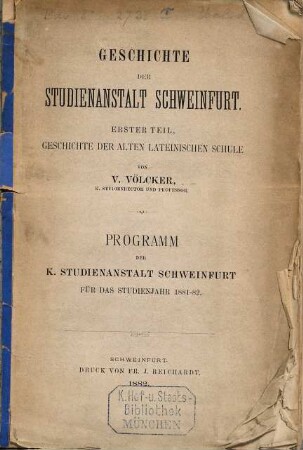 GESCHICHTE
DER
STUDIENANSTALT SCHWEINFURT.
ERSTER TEIL,
GESCHICHTE DER ALTEN LATEINISCHEN SCHULE
VON
V. VÖLCKER,
K. STUDIENRECTOR UND PROFESSOR.
PROGRAMM
DER
K. STUDIENANSTALT SCHWEINFURT
FÜR DAS STUDIENJAHR 1881-82.
SCHWEINFURT.
DRUCK VON FR. J. REICHARDT.
1882.
K. Hof- u. Staats-
Bibliothek
MÜNCHEN